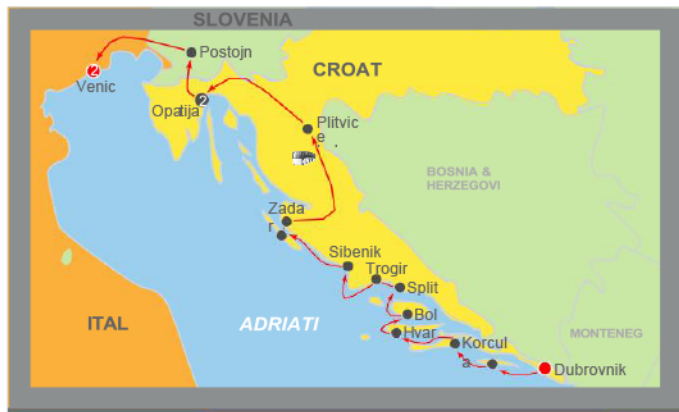 SLOVENIA
Postojn
CROAT
2
Venic
Opatija
2
Plitvic
e.
BOSNIA &
HERZEGOVI
Zada
r
Sibenik
Trogir
Split
Bol
Hvar
ITAL
ADRIATI
Korcul
a
MONTENEG
Dubrovnik